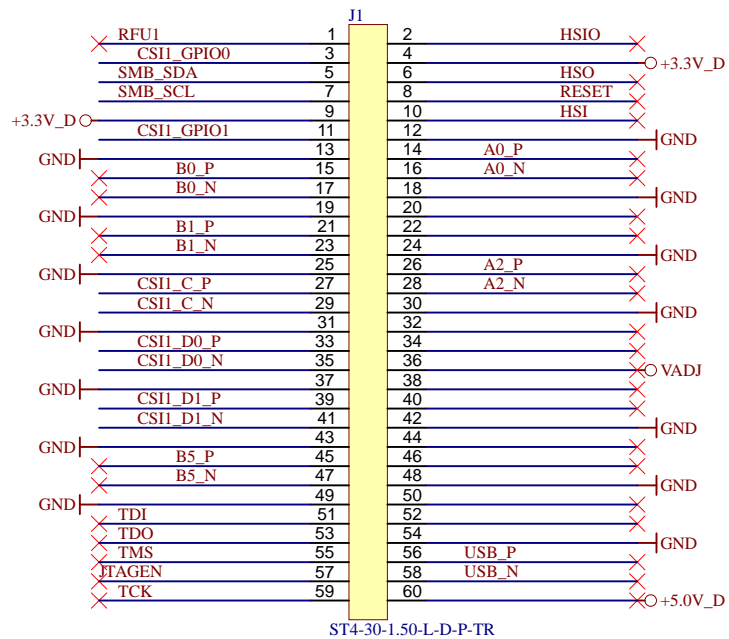 J1
RFU1 1 2 HSIO
CSI1_GPIO0 3 4 +3.3V_D
SMB_SDA 5 6 HSO
SMB_SCL 7 8 RESET
+3.3V_D 9 10 HSI
CSI1_GPIO1 11 12 GND
GND 13 14 A0_P
B0_P 15 16 A0_N
B0_N 17 18 GND
GND 19 20
B1_P 21 22
B1_N 23 24 GND
GND 25 26 A2_P
CSI1_C_P 27 28 A2_N
CSI1_C_N 29 30 GND
GND 31 32
CSI1_D0_P 33 34
CSI1_D0_N 35 36 VADJ
GND 37 38
CSI1_D1_P 39 40
CSI1_D1_N 41 42 GND
GND 43 44
B5_P 45 46
B5_N 47 48 GND
GND 49 50
TDI 51 52
TDO 53 54 GND
TMS 55 56 USB_P
JTAGEN 57 58 USB_N
TCK 59 60 +5.0V_D
ST4-30-1.50-L-D-P-TR